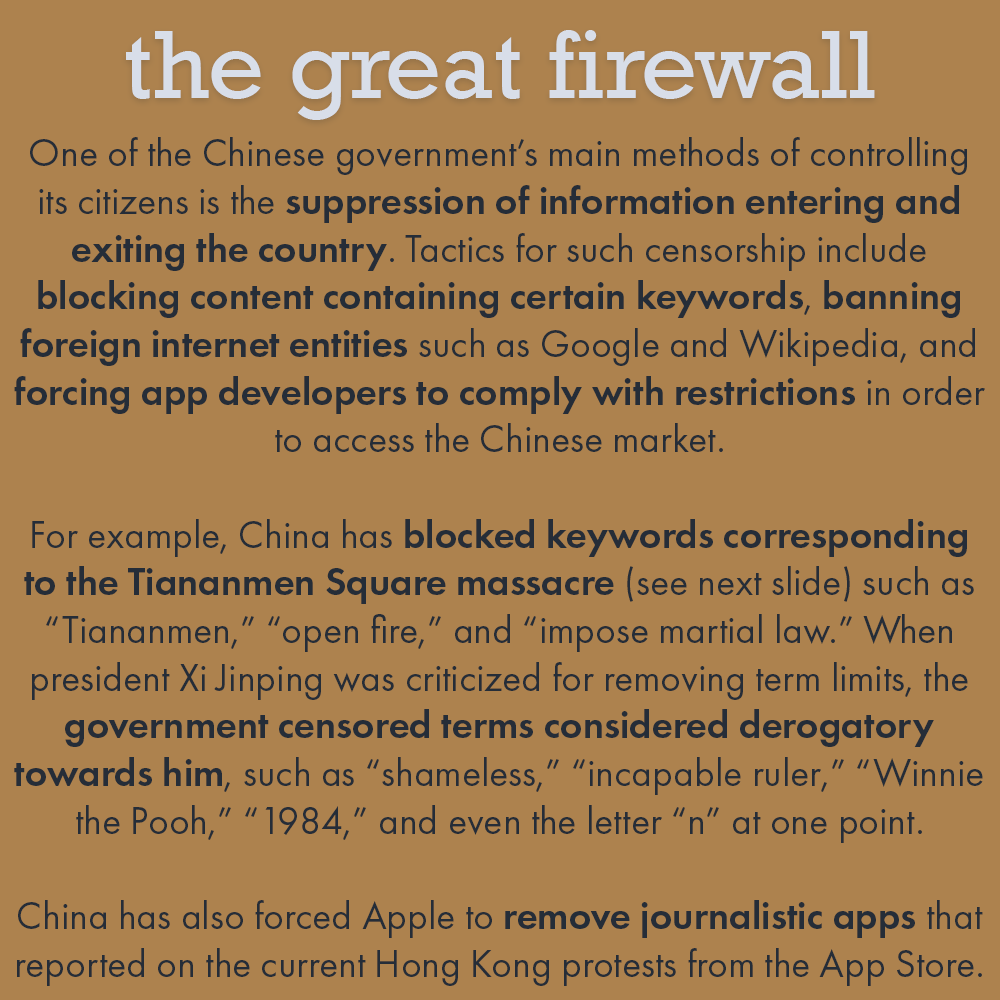 the great firewall
One of the Chinese government’s main methods of controlling
its citizens is the suppression of information entering and
exiting the country. Tactics for such censorship include
blocking content containing certain keywords, banning
foreign internet entities such as Google and Wikipedia, and
forcing app developers to comply with restrictions in order
to access the Chinese market.
For example, China has blocked keywords corresponding
to the Tiananmen Square massacre (see next slide) such as
“Tiananmen,” “open fire,” and “impose martial law.” When
president Xi Jinping was criticized for removing term limits, the
government censored terms considered derogatory
towards him, such as “shameless,” “incapable ruler,” “Winnie
the Pooh,” “1984,” and even the letter “n” at one point.
China has also forced Apple to remove journalistic apps that
reported on the current Hong Kong protests from the App Store.